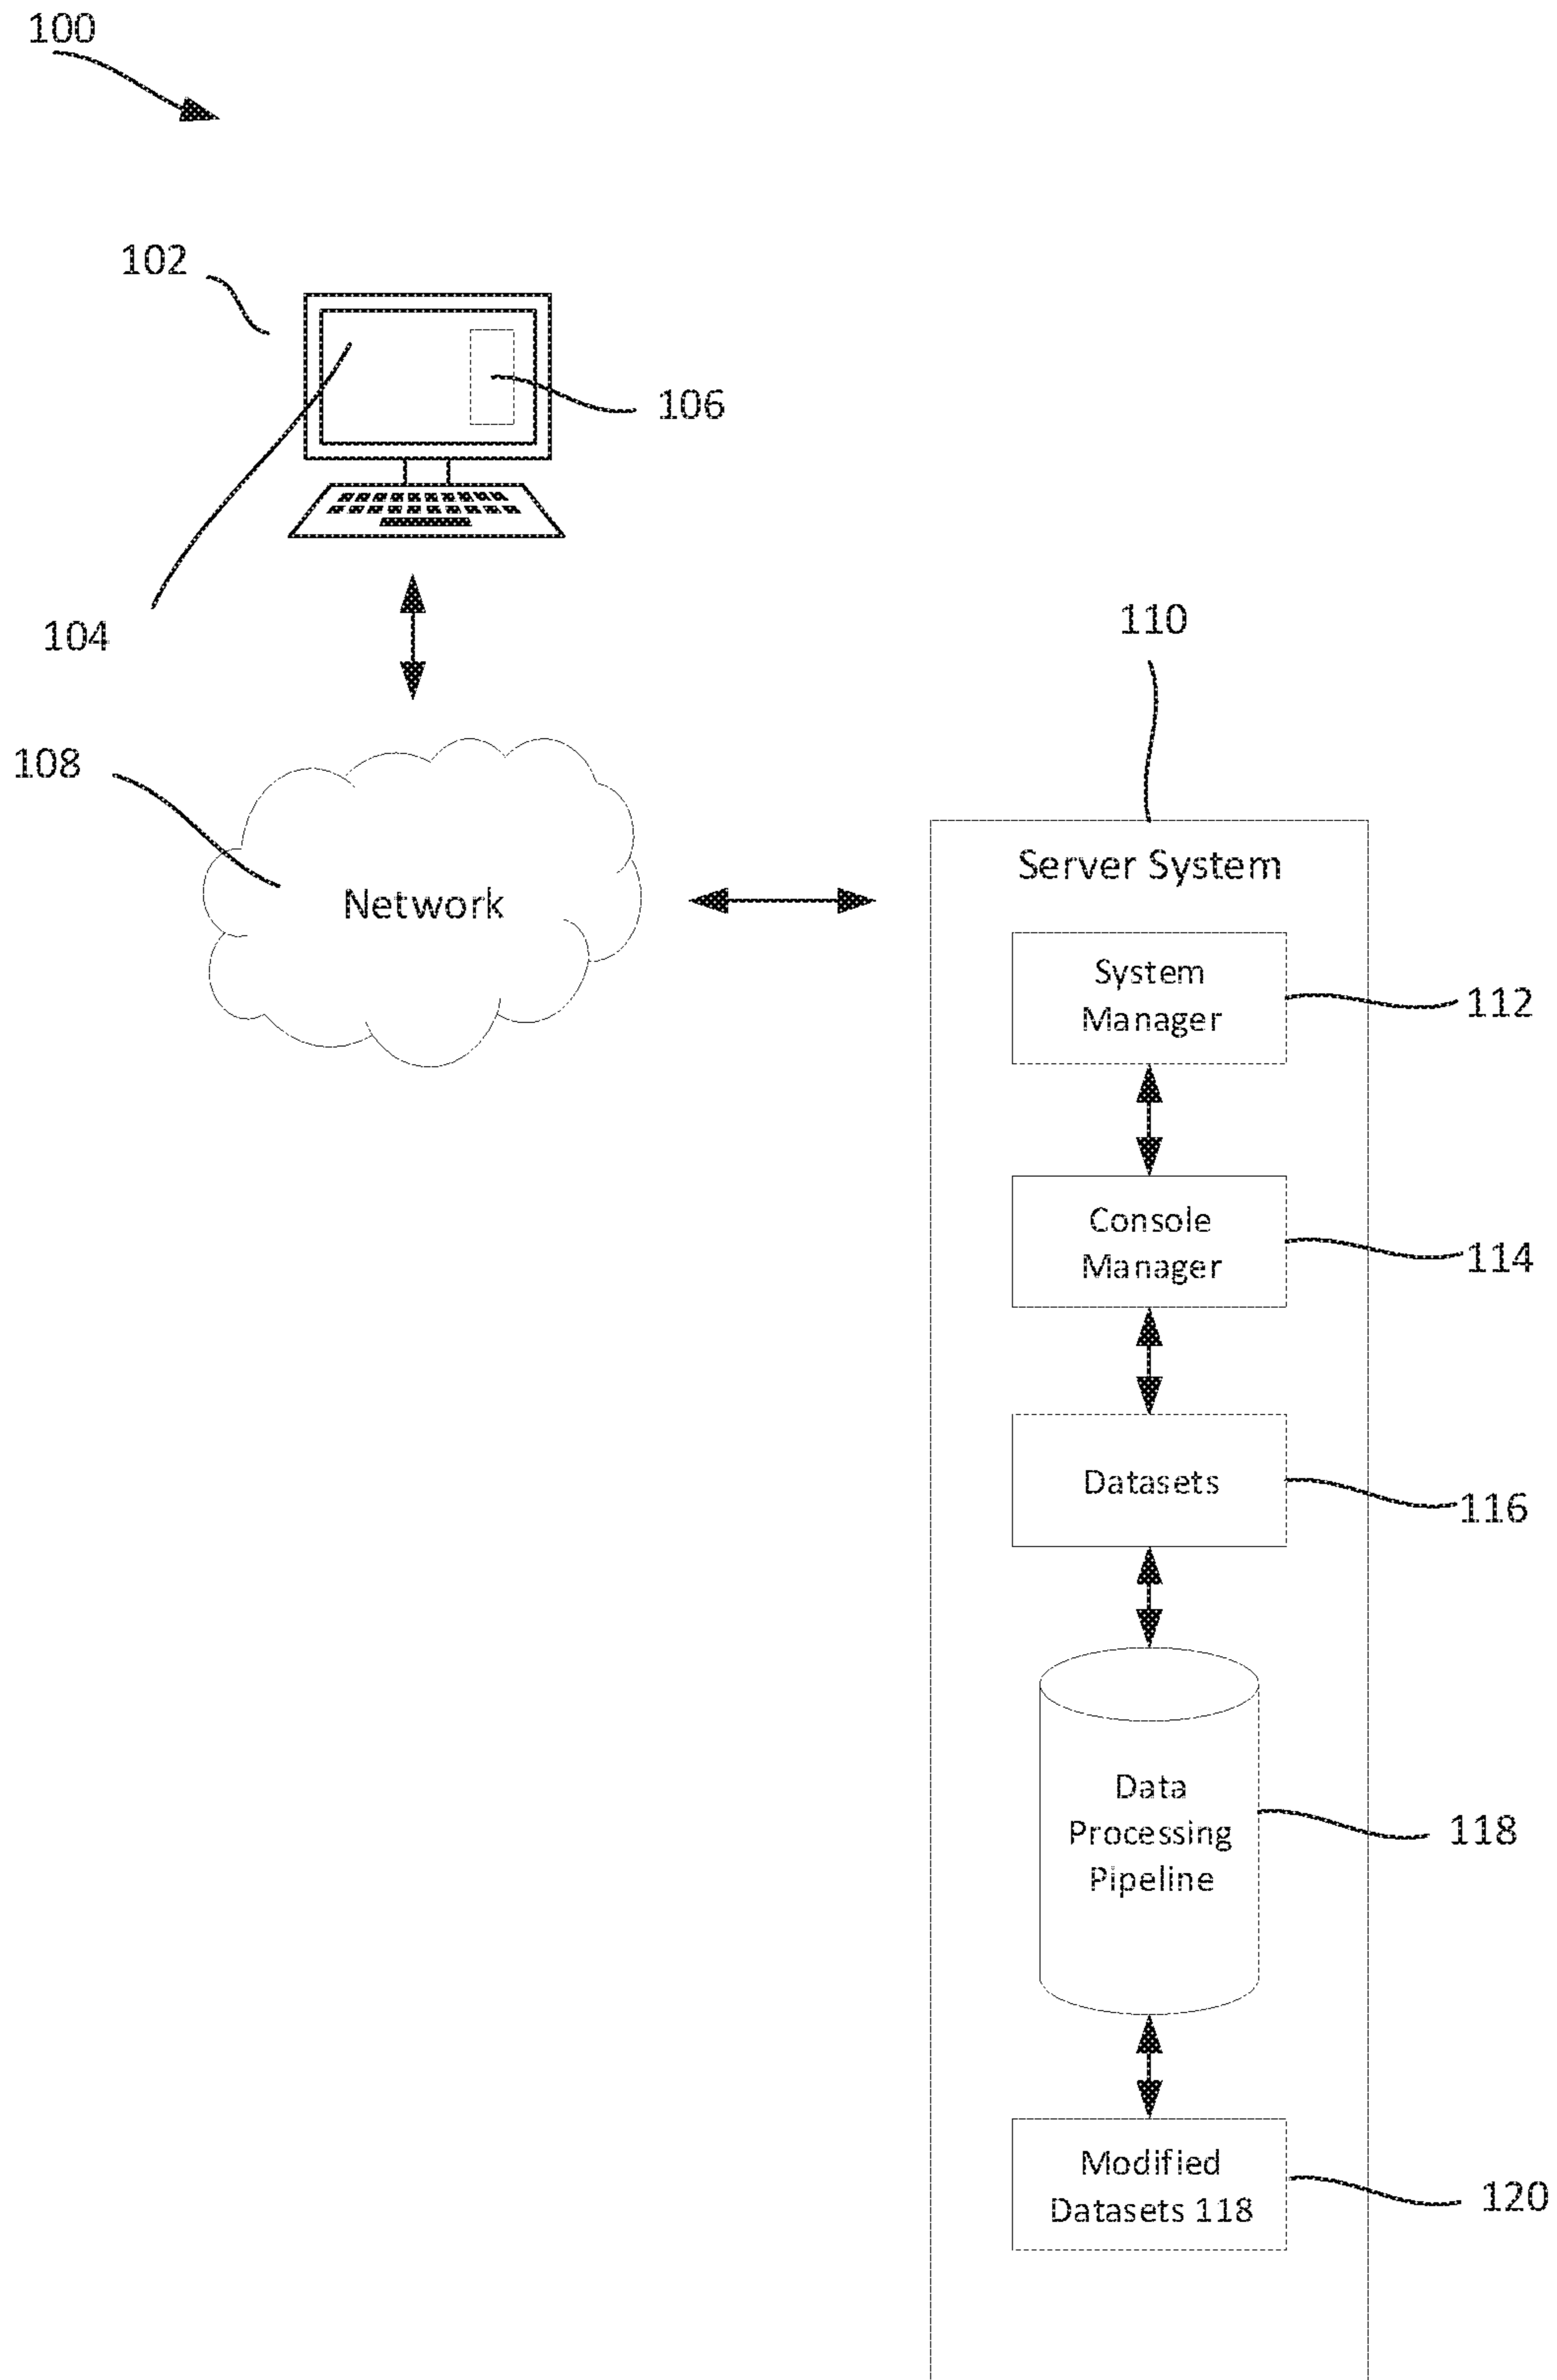 100
102
106
104
110
108
Server System
Network
System
Manager
112
Console
Manager
114
Datasets
116
Data
Processing
Pipeline
118
Modified
Datasets 118
120